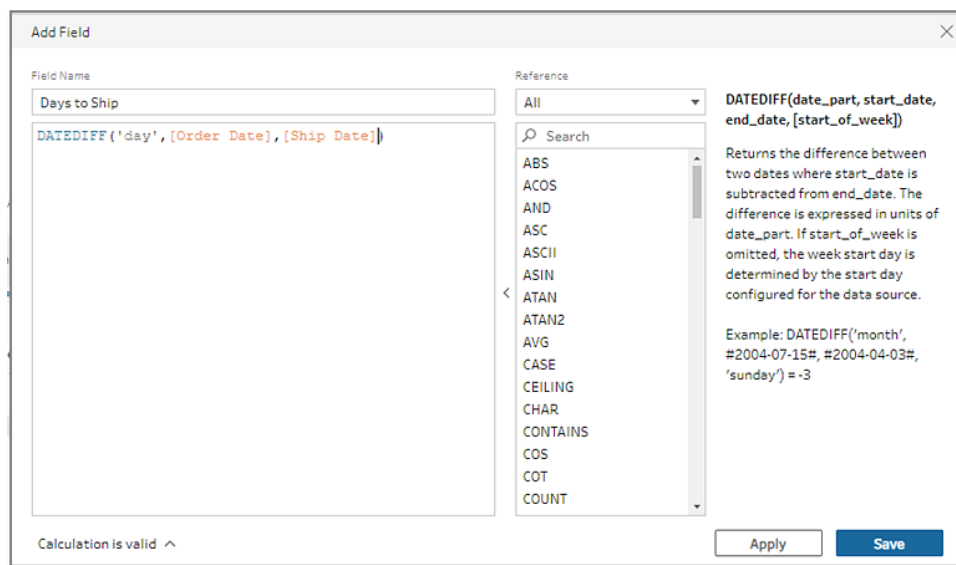 Add Field
Field Name
Days to Ship
DATEDIFF('day',[Order Date],[Ship Date])
Reference
All
Search
ABS
ACOS
AND
ASC
ASCII
ASIN
ATAN
ATAN2
AVG
CASE
CEILING
CHAR
CONTAINS
COS
COT
COUNT
DATEDIFF(date_part, start_date,
end_date, [start_of_week])
Returns the difference between
two dates where start_date is
subtracted from end_date. The
difference is expressed in units of
date_part. If start_of_week is
omitted, the week start day is
determined by the start day
configured for the data source.
Example: DATEDIFF('month',
#2004-07-15#, #2004-04-03#,
'sunday') = -3
Calculation is valid
Apply
Save